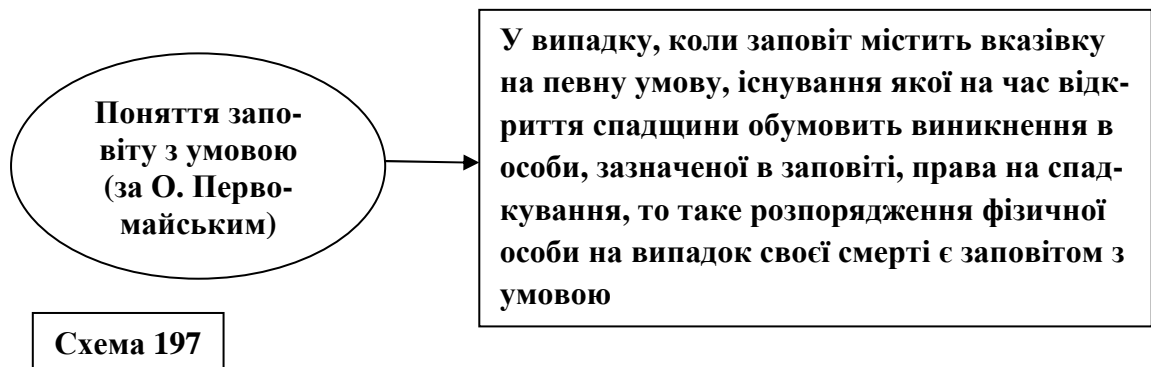 Поняття запо-
віту з умовою
(за О. Перво-
майським)
У випадку, коли заповіт містить вказівку
на певну умову, існування якої на час відк-
риття спадщини обумовить виникнення в
особи, зазначеної в заповіті, права на спад-
кування, то таке розпорядження фізичної
особи на випадок своєї смерті є заповітом з
умовою
Схема 197